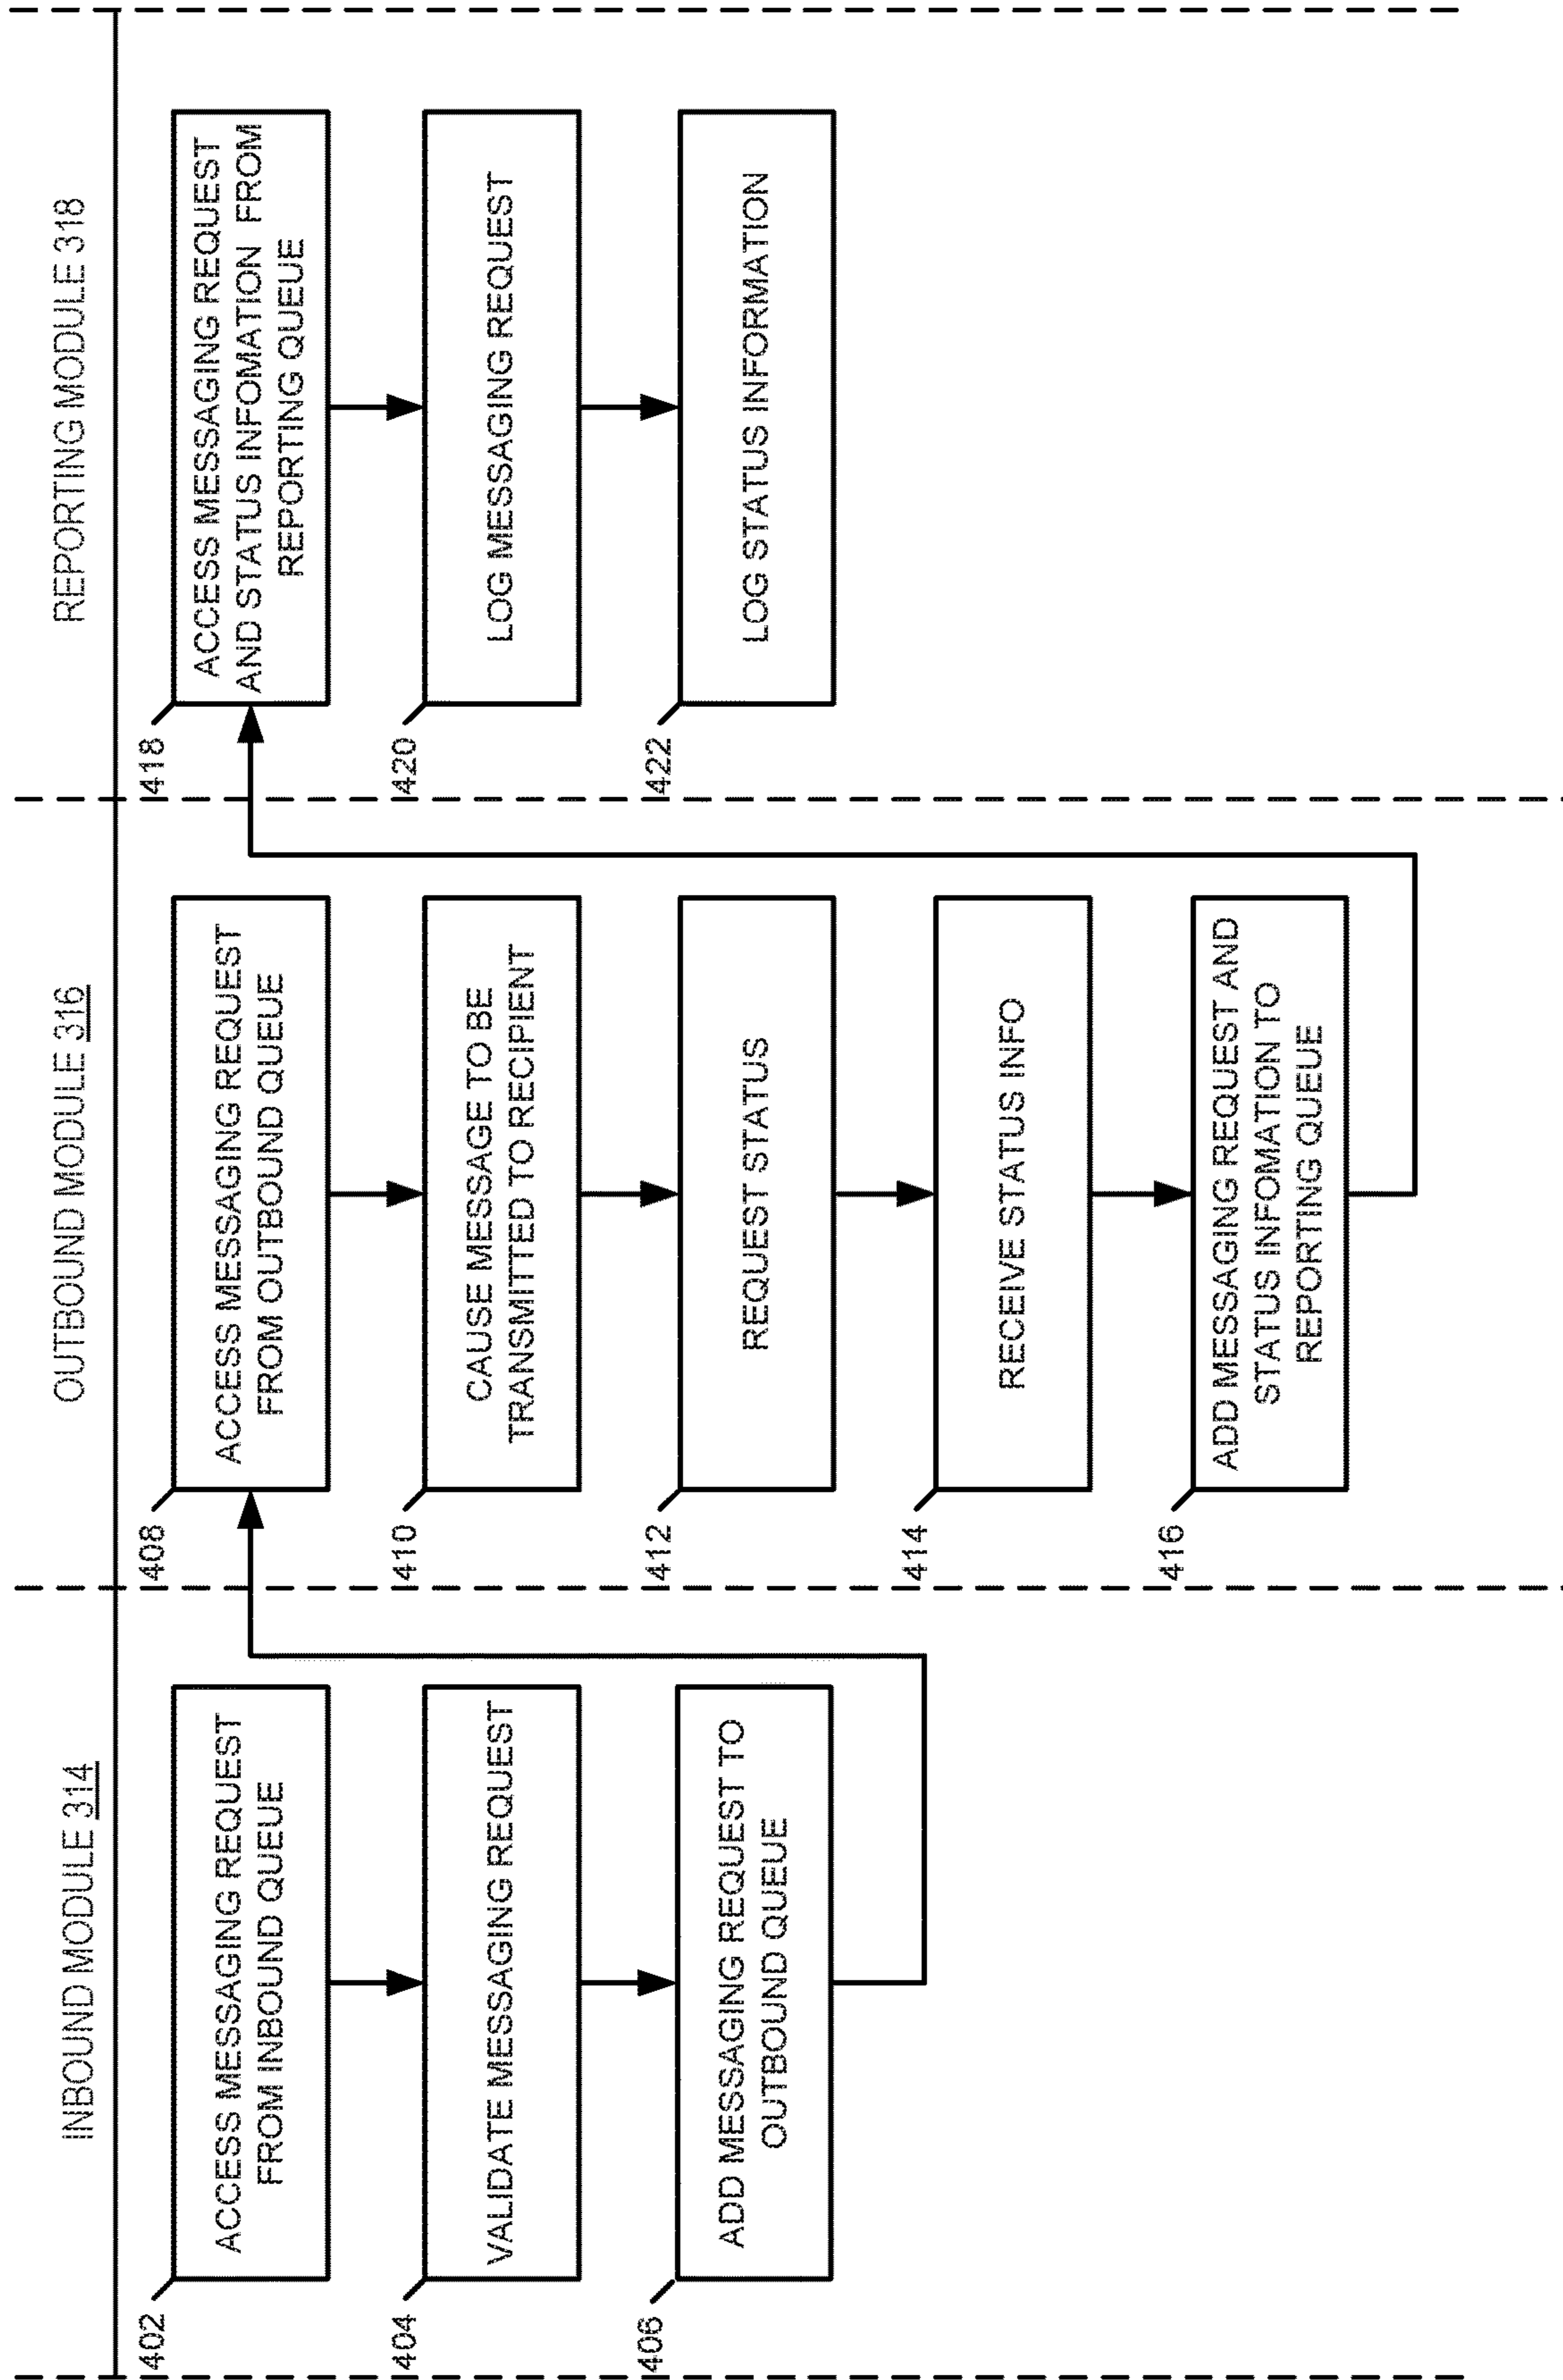 INBOUND MODULE 314
402
ACCESS MESSAGING REQUEST
FROM INBOUND QUEUE
404
VALIDATE MESSAGING REQUEST
406
ADD MESSAGING REQUEST TO
OUTBOUND QUEUE
OUTBOUND MODULE 316
408
ACCESS MESSAGING REQUEST
FROM OUTBOUND QUEUE
410
CAUSE MESSAGE TO BE
TRANSMITTED TO RECIPIENT
412
REQUEST STATUS
414
RECEIVE STATUS INFO
416
ADD MESSAGING REQUEST AND
STATUS INFOMATION TO
REPORTING QUEUE
REPORTING MODULE 318
418
ACCESS MESSAGING REQUEST
AND STATUS INFOMATION FROM
REPORTING QUEUE
420
LOG MESSAGING REQUEST
422
LOG STATUS INFORMATION